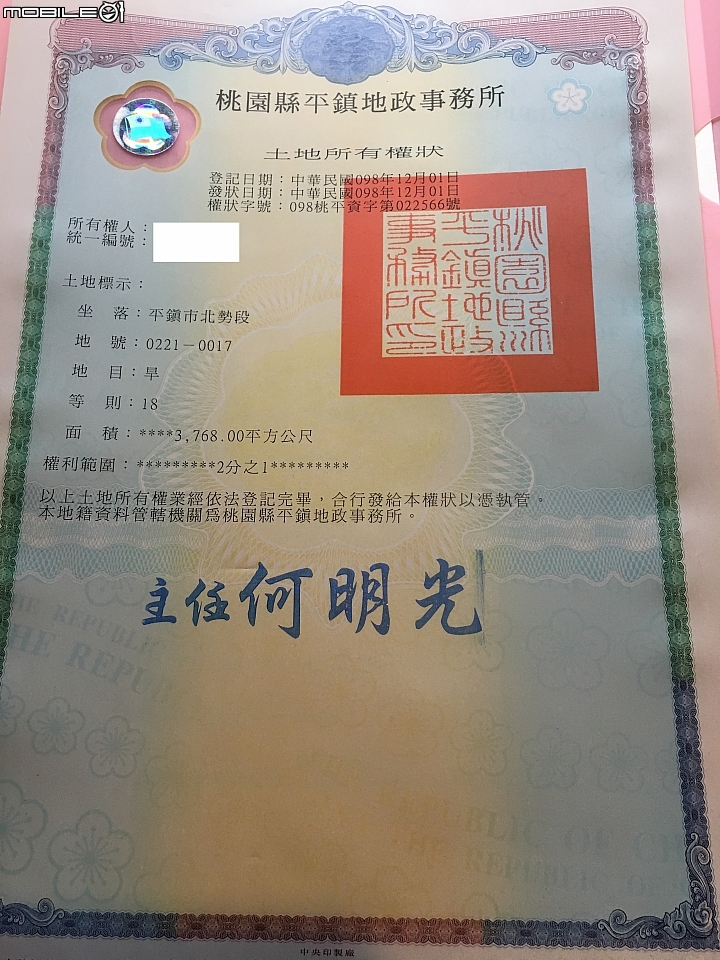 MOBILE01
桃園縣平鎮地政事務所
土地所有權狀
登記日期：中華民國098年12月01日
發狀日期：中華民國098年12月01日
權狀字號：098桃平資字第022566號
所有權人：
統一編號：
桃園縣平鎮地政事務所印
土地標示：
坐 落：平鎮市北勢段
地 號：0221－0017
地 目：旱
等 則：18
面 積：****3,768.00平方公尺
權利範圍：*********2分之1*********
以上土地所有權業經依法登記完畢，合行發給本權狀以憑執管。
本地籍資料管轄機關爲桃園縣平鎮地政事務所。
主任何明光
THE REPUBLIC
REPUBLIC OF CH
THE REPUBLIC
中央印製廠